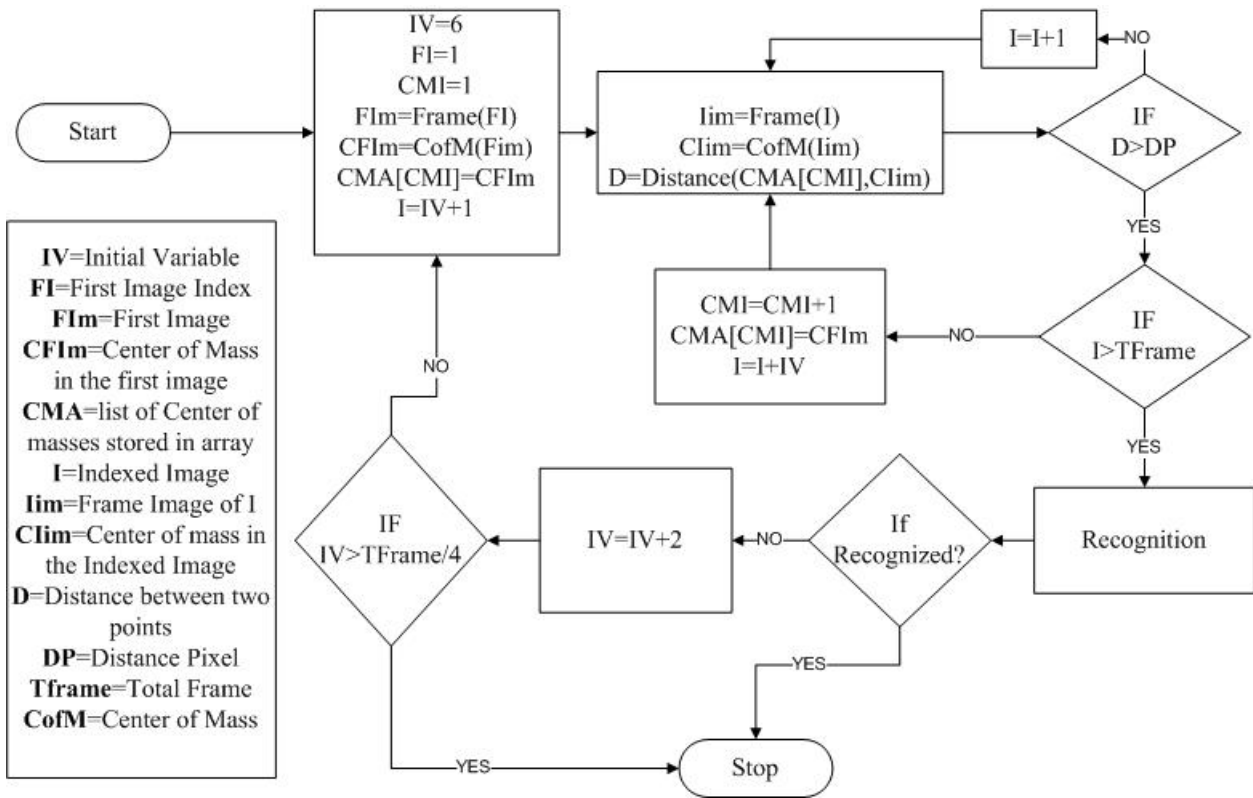 Start
IV=6
FI=1
CMI=1
FIm=Frame(FI)
CFIm=CofM(Fim)
CMA[CMI]=CFIm
I=IV+1
Iim=Frame(I)
CIim=CofM(Iim)
D=Distance(CMA[CMI],CIim)
I=I+1
NO
IF
D>DP
YES
IF
I>TFrame
NO
CMI=CMI+1
CMA[CMI]=CFIm
I=I+IV
YES
Recognition
If
Recognized?
NO
IV=IV+2
IF
IV>TFrame/4
NO
YES
YES
Stop
IV=Initial Variable
FI=First Image Index
FIm=First Image
CFIm=Center of Mass
in the first image
CMA=list of Center of
masses stored in array
I=Indexed Image
Iim=Frame Image of I
CIim=Center of mass in
the Indexed Image
D=Distance between two
points
DP=Distance Pixel
Tframe=Total Frame
CofM=Center of Mass